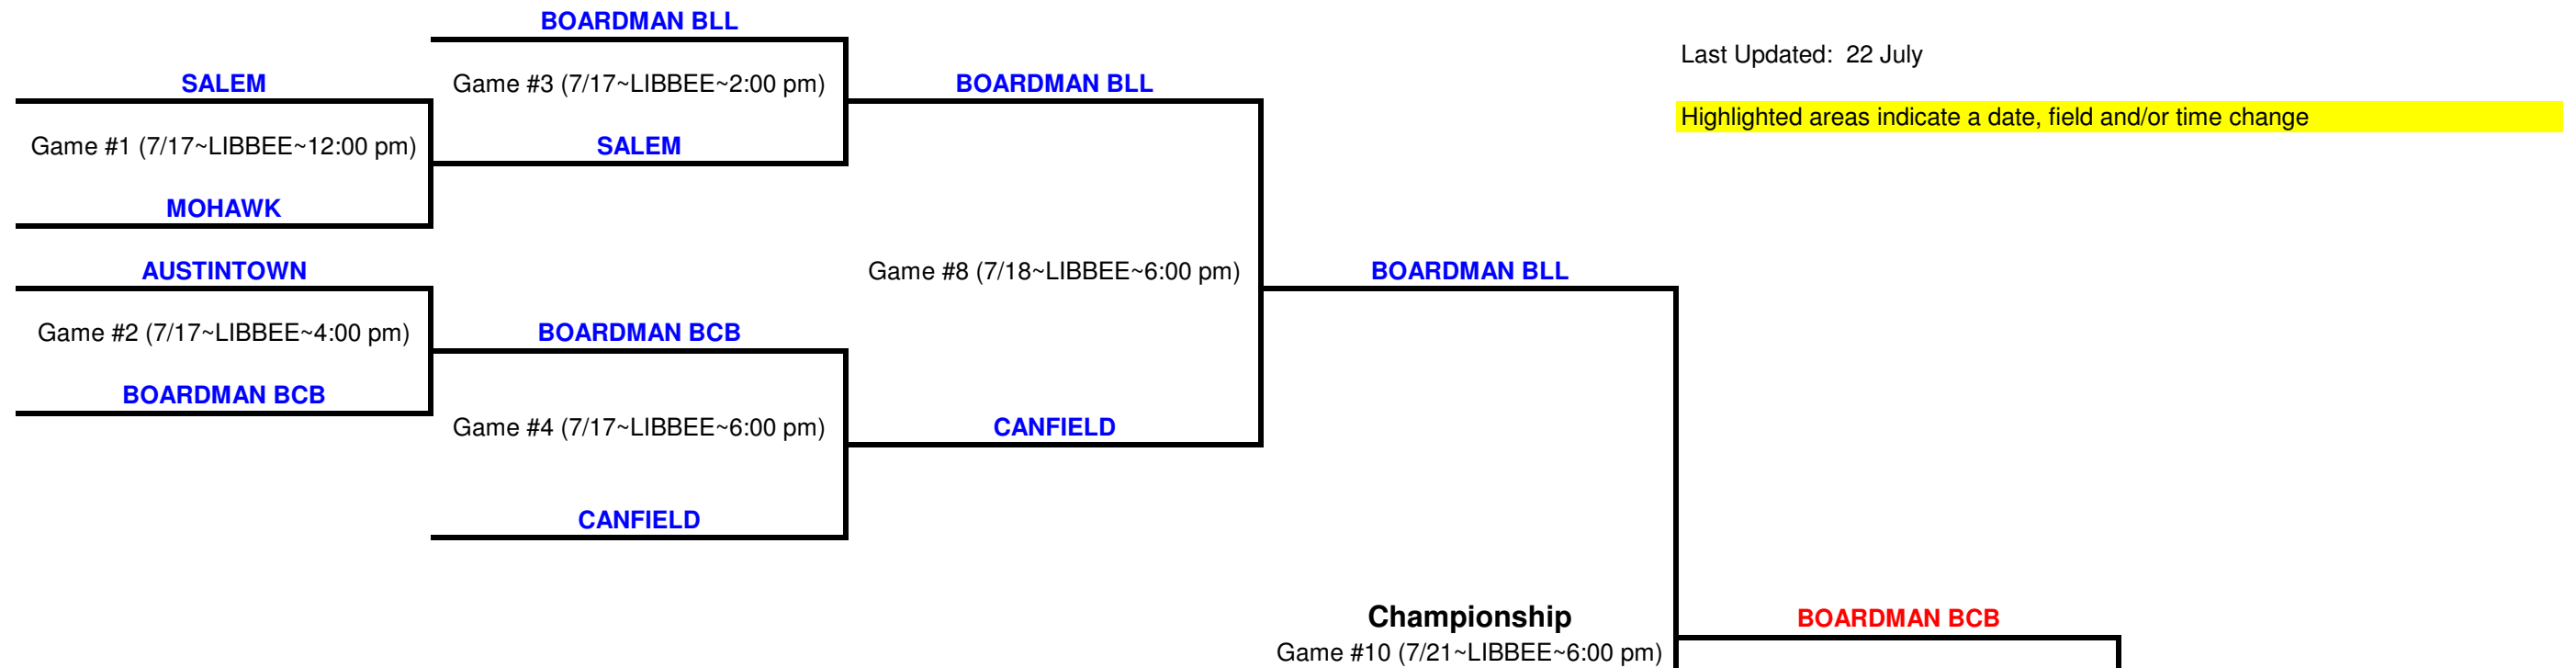 BOARDMAN BLL
Last Updated:  22 July
SALEM
Game #3 (7/17~LIBBEE~2:00 pm)
BOARDMAN BLL
Highlighted areas indicate a date, field and/or time change
Game #1 (7/17~LIBBEE~12:00 pm)
SALEM
MOHAWK
AUSTINTOWN
Game #8 (7/18~LIBBEE~6:00 pm)
BOARDMAN BLL
Game #2 (7/17~LIBBEE~4:00 pm)
BOARDMAN BCB
BOARDMAN BCB
Game #4 (7/17~LIBBEE~6:00 pm)
CANFIELD
CANFIELD
Championship
BOARDMAN BCB
Game #10 (7/21~LIBBEE~6:00 pm)